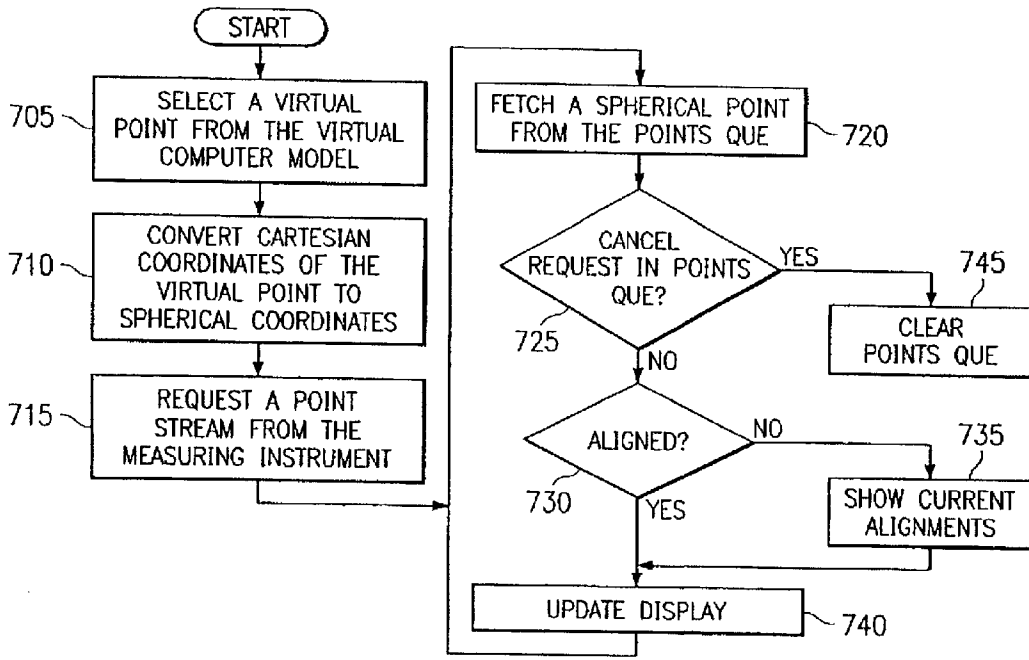 START
705
SELECT A VIRTUAL
POINT FROM THE VIRTUAL
COMPUTER MODEL
710
CONVERT CARTESIAN
COORDINATES OF THE
VIRTUAL POINT TO
SPHERICAL COORDINATES
715
REQUEST A POINT
STREAM FROM THE
MEASURING INSTRUMENT
FETCH A SPHERICAL POINT
FROM THE POINTS QUE
720
CANCEL
REQUEST IN POINTS
QUE?
725
YES
745
CLEAR
POINTS QUE
NO
ALIGNED?
730
NO
735
SHOW CURRENT
ALIGNMENTS
YES
UPDATE DISPLAY
740